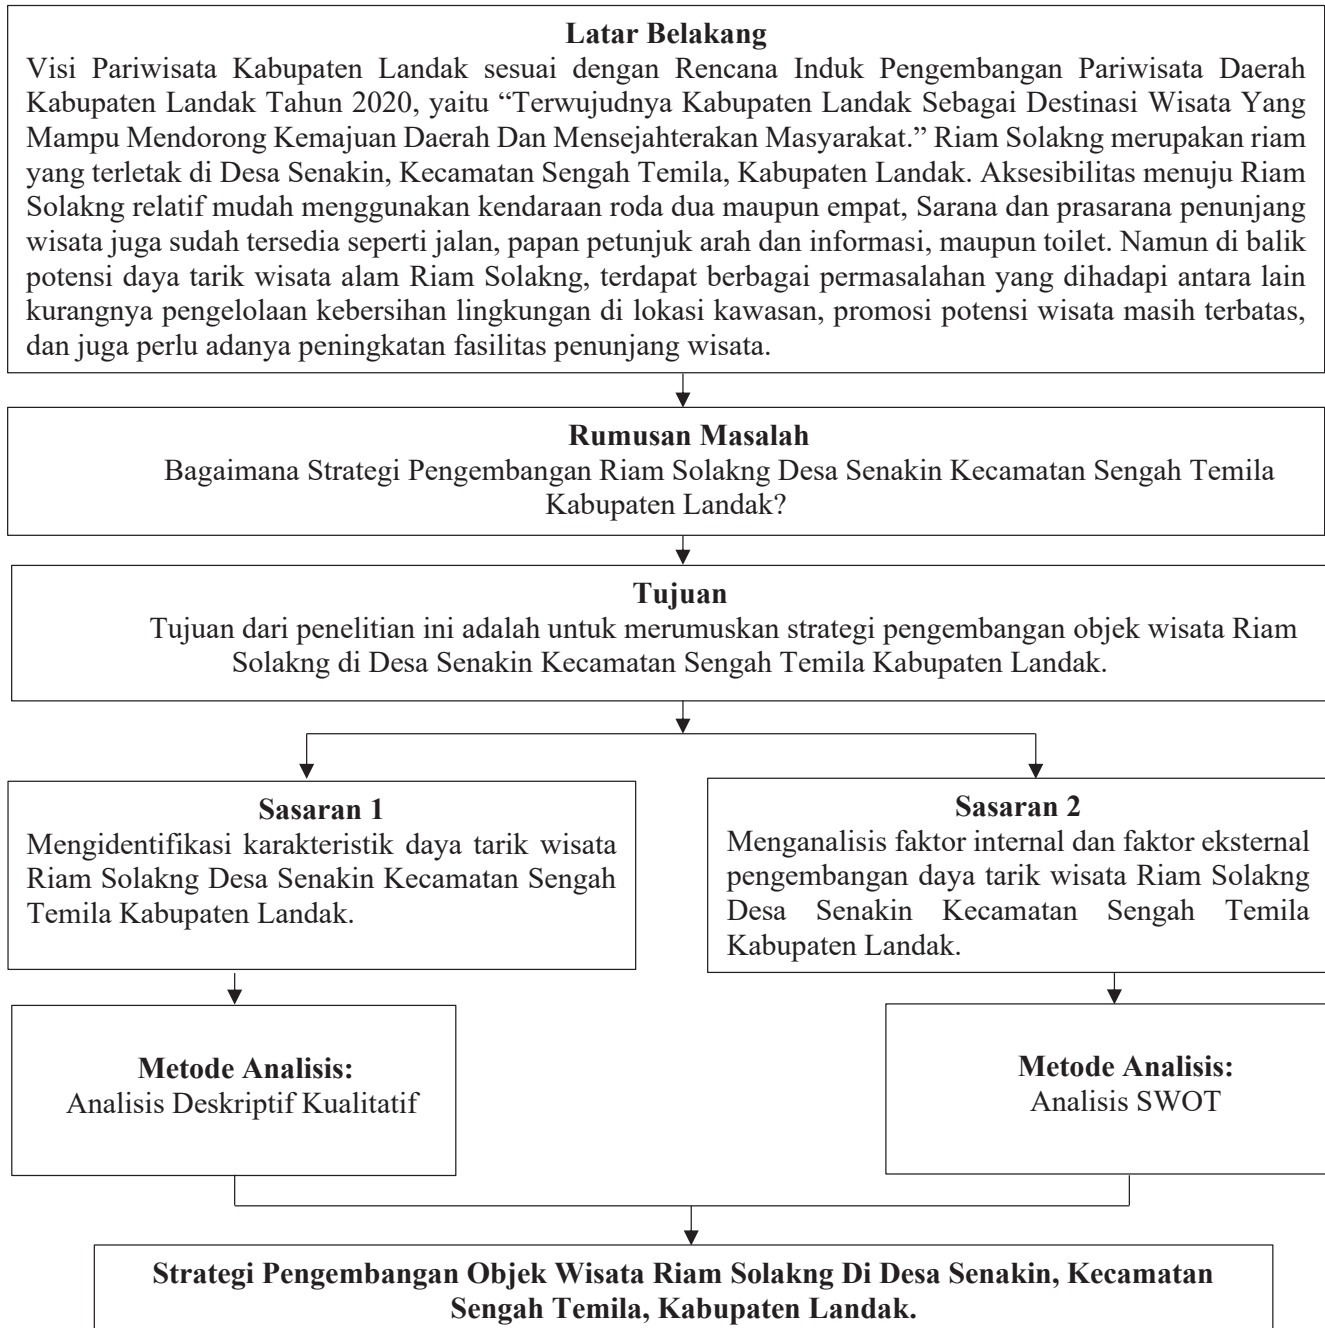 Latar Belakang
Visi Pariwisata Kabupaten Landak sesuai dengan Rencana Induk Pengembangan Pariwisata Daerah
Kabupaten Landak Tahun 2020, yaitu “Terwujudnya Kabupaten Landak Sebagai Destinasi Wisata Yang
Mampu Mendorong Kemajuan Daerah Dan Mensejahterakan Masyarakat.” Riam Solakng merupakan riam
yang terletak di Desa Senakin, Kecamatan Sengah Temila, Kabupaten Landak. Aksesibilitas menuju Riam
Solakng relatif mudah menggunakan kendaraan roda dua maupun empat, Sarana dan prasarana penunjang
wisata juga sudah tersedia seperti jalan, papan petunjuk arah dan informasi, maupun toilet. Namun di balik
potensi daya tarik wisata alam Riam Solakng, terdapat berbagai permasalahan yang dihadapi antara lain
kurangnya pengelolaan kebersihan lingkungan di lokasi kawasan, promosi potensi wisata masih terbatas,
dan juga perlu adanya peningkatan fasilitas penunjang wisata.
Rumusan Masalah
Bagaimana Strategi Pengembangan Riam Solakng Desa Senakin Kecamatan Sengah Temila
Kabupaten Landak?
Tujuan
Tujuan dari penelitian ini adalah untuk merumuskan strategi pengembangan objek wisata Riam
Solakng di Desa Senakin Kecamatan Sengah Temila Kabupaten Landak.
Sasaran 1
Mengidentifikasi karakteristik daya tarik wisata
Riam Solakng Desa Senakin Kecamatan Sengah
Temila Kabupaten Landak.
Sasaran 2
Menganalisis faktor internal dan faktor eksternal
pengembangan daya tarik wisata Riam Solakng
Desa Senakin Kecamatan Sengah Temila
Kabupaten Landak.
Metode Analisis:
Analisis Deskriptif Kualitatif
Metode Analisis:
Analisis SWOT
Strategi Pengembangan Objek Wisata Riam Solakng Di Desa Senakin, Kecamatan
Sengah Temila, Kabupaten Landak.